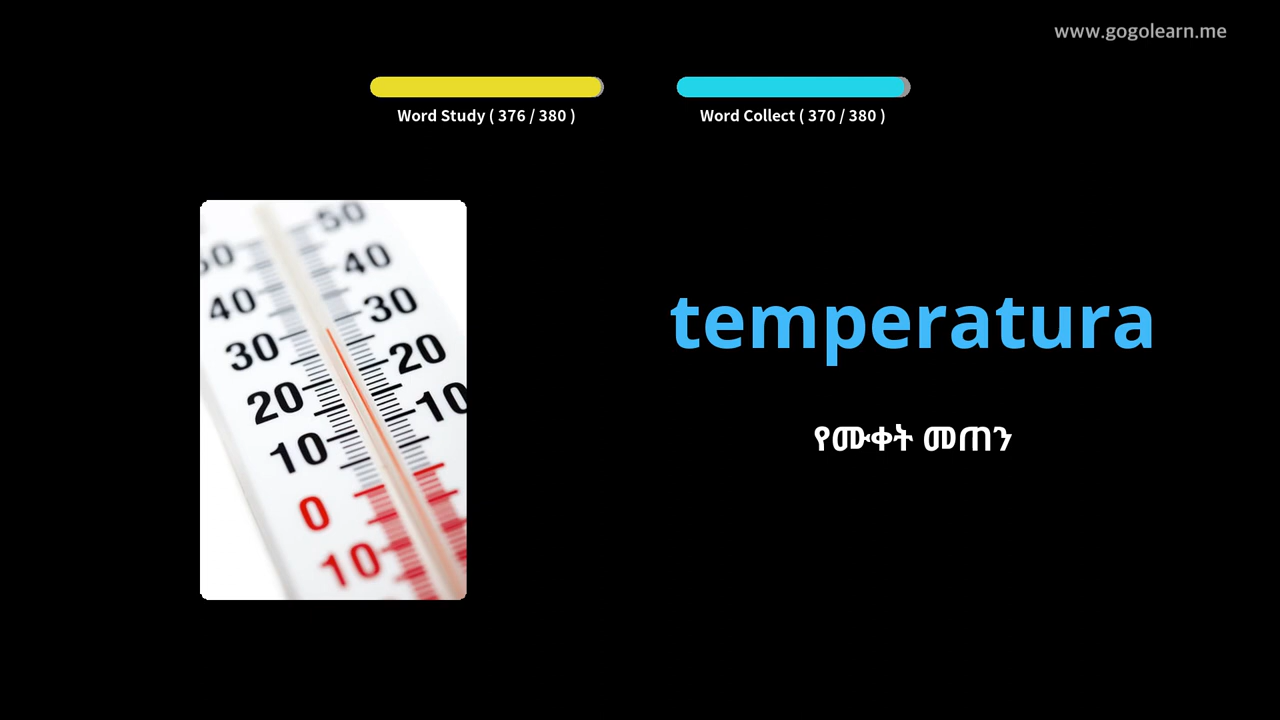 www.gogolearn.me
Word Study ( 376 / 380 )
Word Collect ( 370 / 380 )
50
50
40
40
30
30
20
20
10
10
0
10
temperatura
የሙቀት መጠን